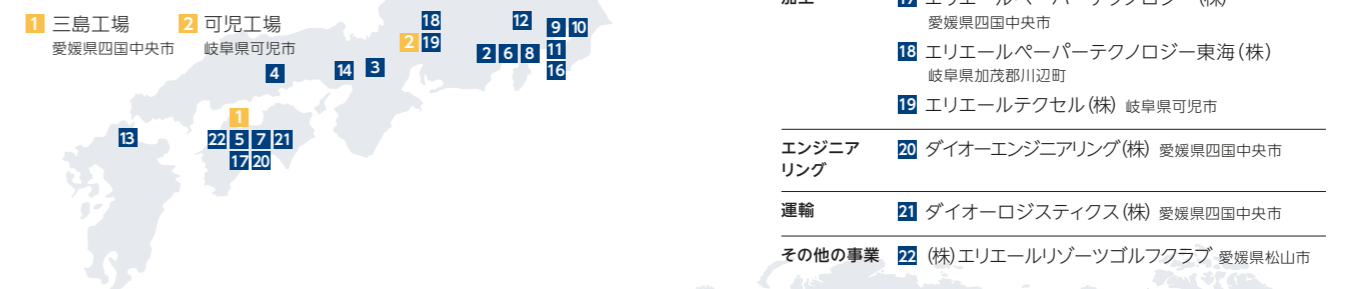 1 三島工場
愛媛県四国中央市
2 可児工場
岐阜県可児市
18
12
9 10
2 19
2 6 8 11
4
14
3
16
1
13
22 5 7 21
17 20
愛媛県四国中央市
18 エリエールペーパーテクノロジー東海(株)
岐阜県加茂郡川辺町
19 エリエールテクセル(株) 岐阜県可児市
エンジニア
リング
20 ダイオーエンジニアリング(株) 愛媛県四国中央市
運輸
21 ダイオーロジスティクス(株) 愛媛県四国中央市
その他の事業
22 (株)エリエールリゾーツゴルフクラブ 愛媛県松山市